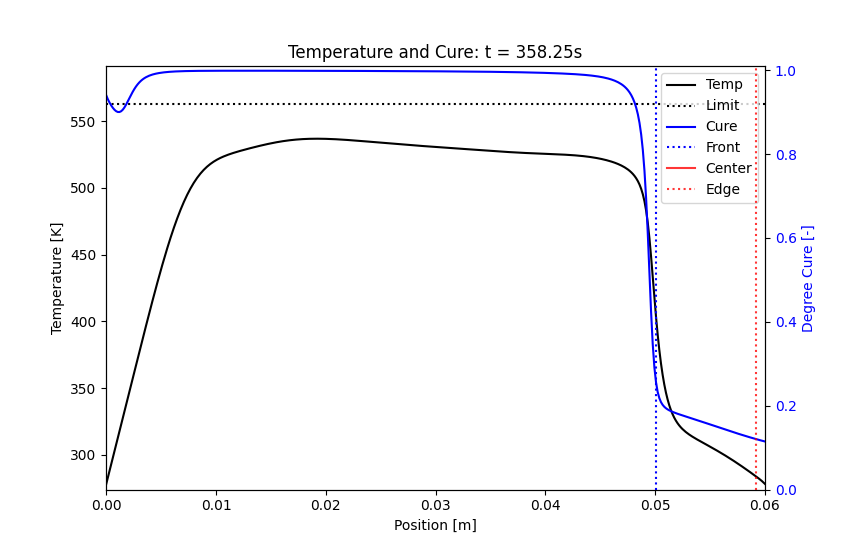 Temperature and Cure: t = 358.25s
Temp
Limit
Cure
Front
Center
Edge
550
500
450
400
350
300
Temperature [K]
1.0
0.8
0.6
0.4
0.2
0.0
Degree Cure [-]
0.00 0.01 0.02 0.03 0.04 0.05 0.06
Position [m]